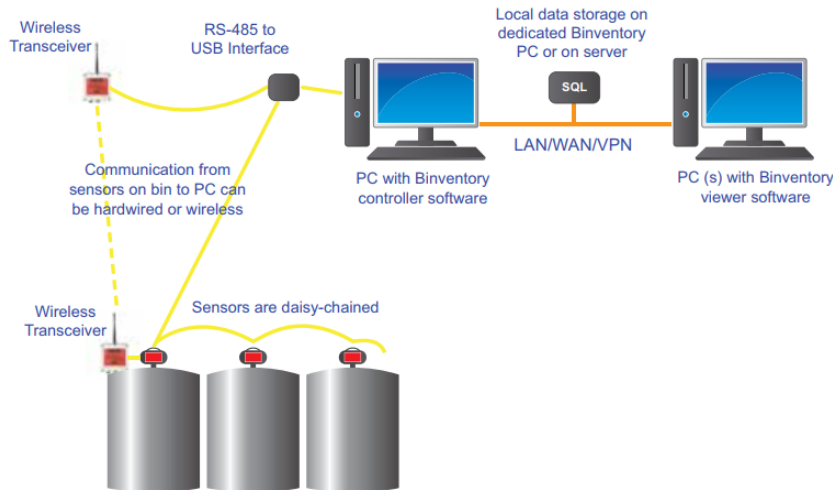 Wireless
Transceiver
RS-485 to
USB Interface
Local data storage on
dedicated Binventory
PC or on server
SQL
LAN/WAN/VPN
Communication from
sensors on bin to PC can
be hardwired or wireless
PC with Binventory
controller software
PC (s) with Binventory
viewer software
Wireless
Transceiver
Sensors are daisy-chained